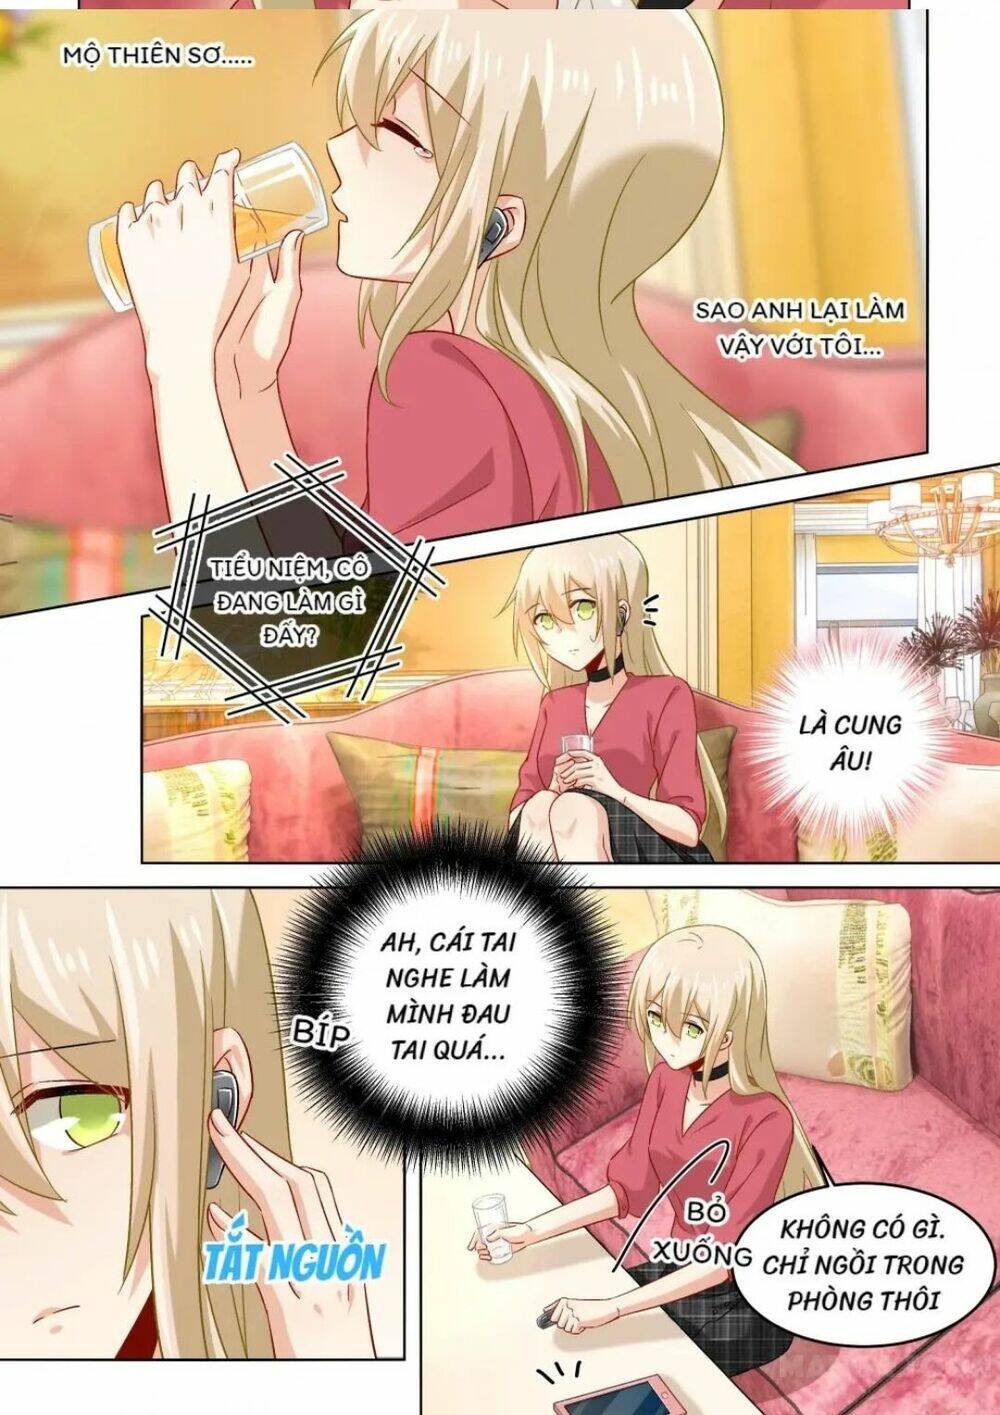 MỘ THIÊN SƠ.....
SAO ANH LẠI LÀM
VẬY VỚI TÔI...
TIỂU NIỆM, CÔ
ĐANG LÀM GÌ
ĐẤY?
LÀ CUNG
ÂU!
AH, CÁI TAI
NGHE LÀM
MÌNH ĐAU
TAI QUÁ...
BÍP
TẮT NGUỒN
BỎ
XUỐNG
KHÔNG CÓ GÌ.
CHỈ NGỒI TRONG
PHÒNG THÔI